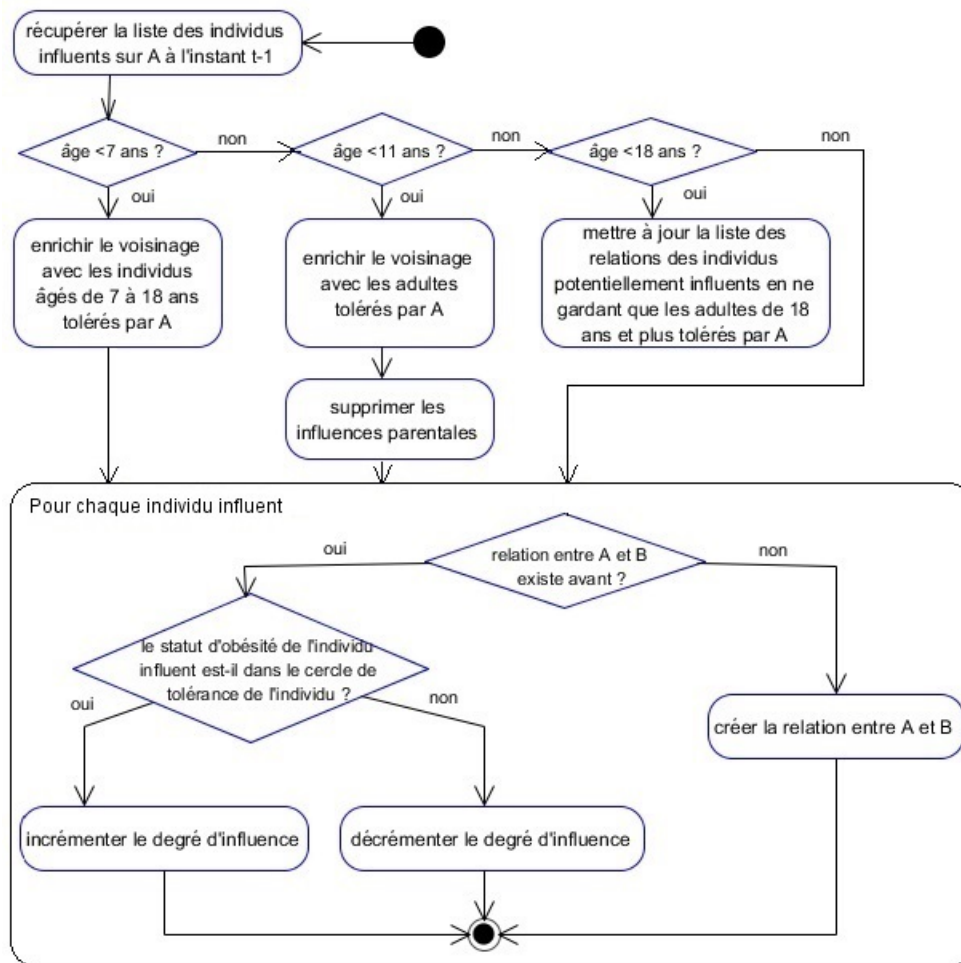 récupérer la liste des individus
influents sur A à l'instant t-1
âge <7 ans ?
non
âge <11 ans ?
non
âge <18 ans ?
non
oui
oui
oui
enrichir le voisinage
avec les individus
âgés de 7 à 18 ans
tolérés par A
enrichir le voisinage
avec les adultes
tolérés par A
mettre à jour la liste des
relations des individus
potentiellement influents en ne
gardant que les adultes de 18
ans et plus tolérés par A
supprimer les
influences parentales
Pour chaque individu influent
oui
relation entre A et B
existe avant ?
non
le statut d'obésité de l'individu
influent est-il dans le cercle de
tolérance de l'individu ?
oui
non
créer la relation entre A et B
incrémenter le degré d'influence
décrémenter le degré d'influence